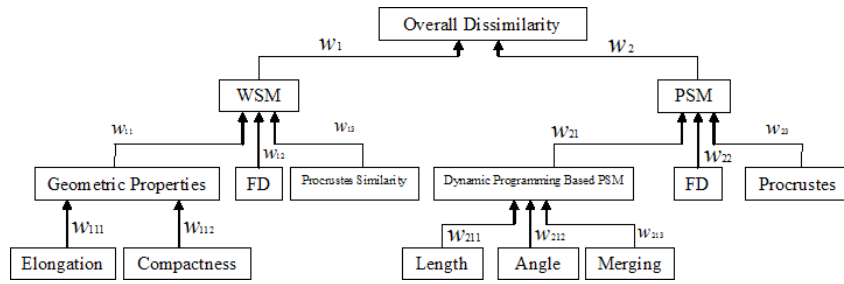 Overall Dissimilarity
w1 w2
WSM PSM
w11 w12 w13 w21 w22 w23
Geometric Properties FD Procrustes Similarity Dynamic Programming Based PSM FD Procrustes
w111 w112 w211 w212 w213
Elongation Compactness Length Angle Merging